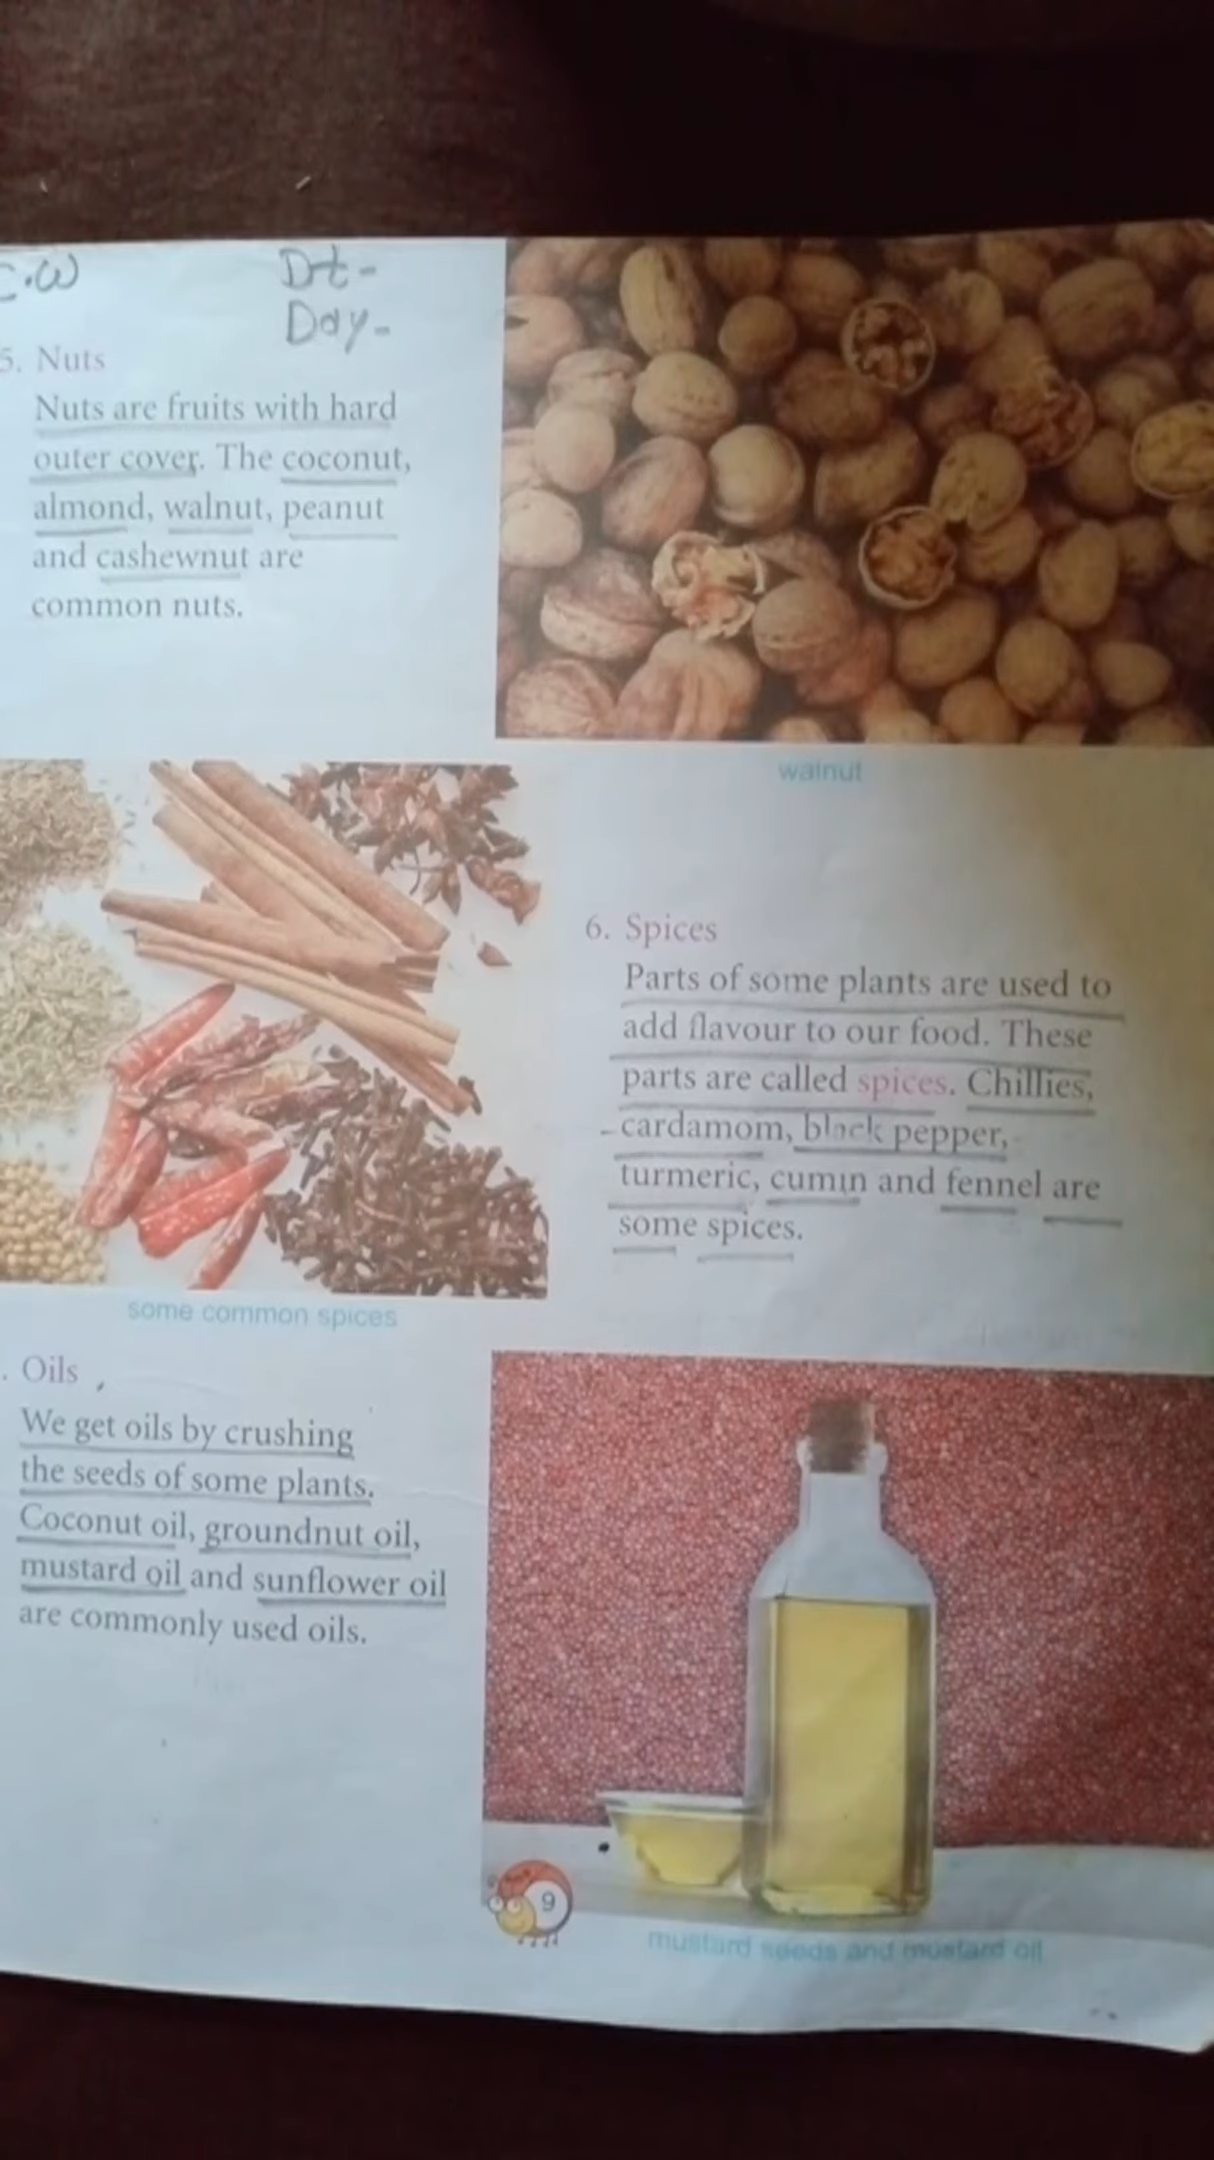 C.W
Dt-
Day-
5. Nuts
Nuts are fruits with hard
outer cover. The coconut,
almond, walnut, peanut
and cashewnut are
common nuts.
walnut
6. Spices
Parts of some plants are used to
add flavour to our food. These
parts are called spices. Chillies,
cardamom, black pepper,
turmeric, cumin and fennel are
some spices.
some common spices
. Oils
We get oils by crushing
the seeds of some plants.
Coconut oil, groundnut oil,
mustard oil and sunflower oil
are commonly used oils.
9
mustard seeds and mustard oil